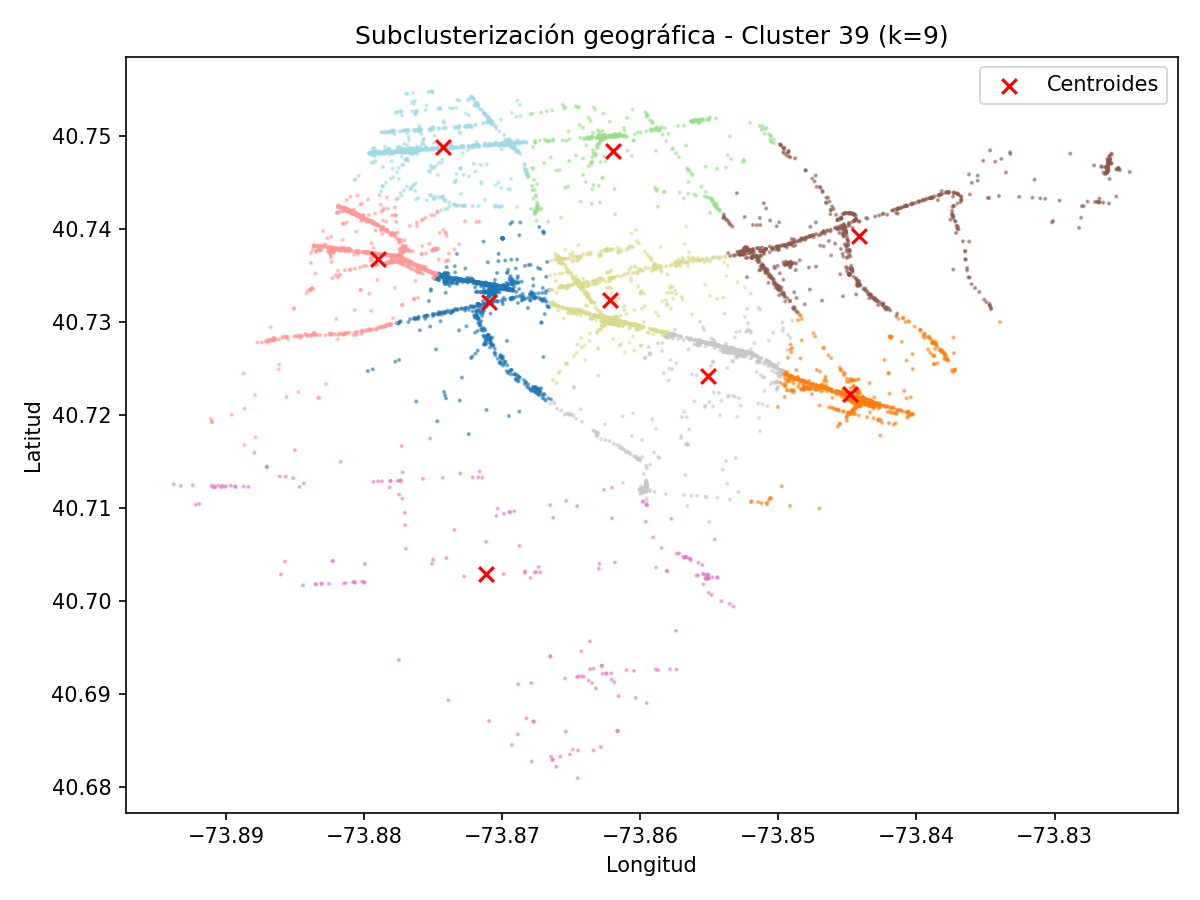 Subclusterización geográfica - Cluster 39 (k=9)
Centroides
40.75
40.74
40.73
40.72
40.71
40.70
40.69
40.68
Latitud
−73.89 −73.88 −73.87 −73.86 −73.85 −73.84 −73.83
Longitud